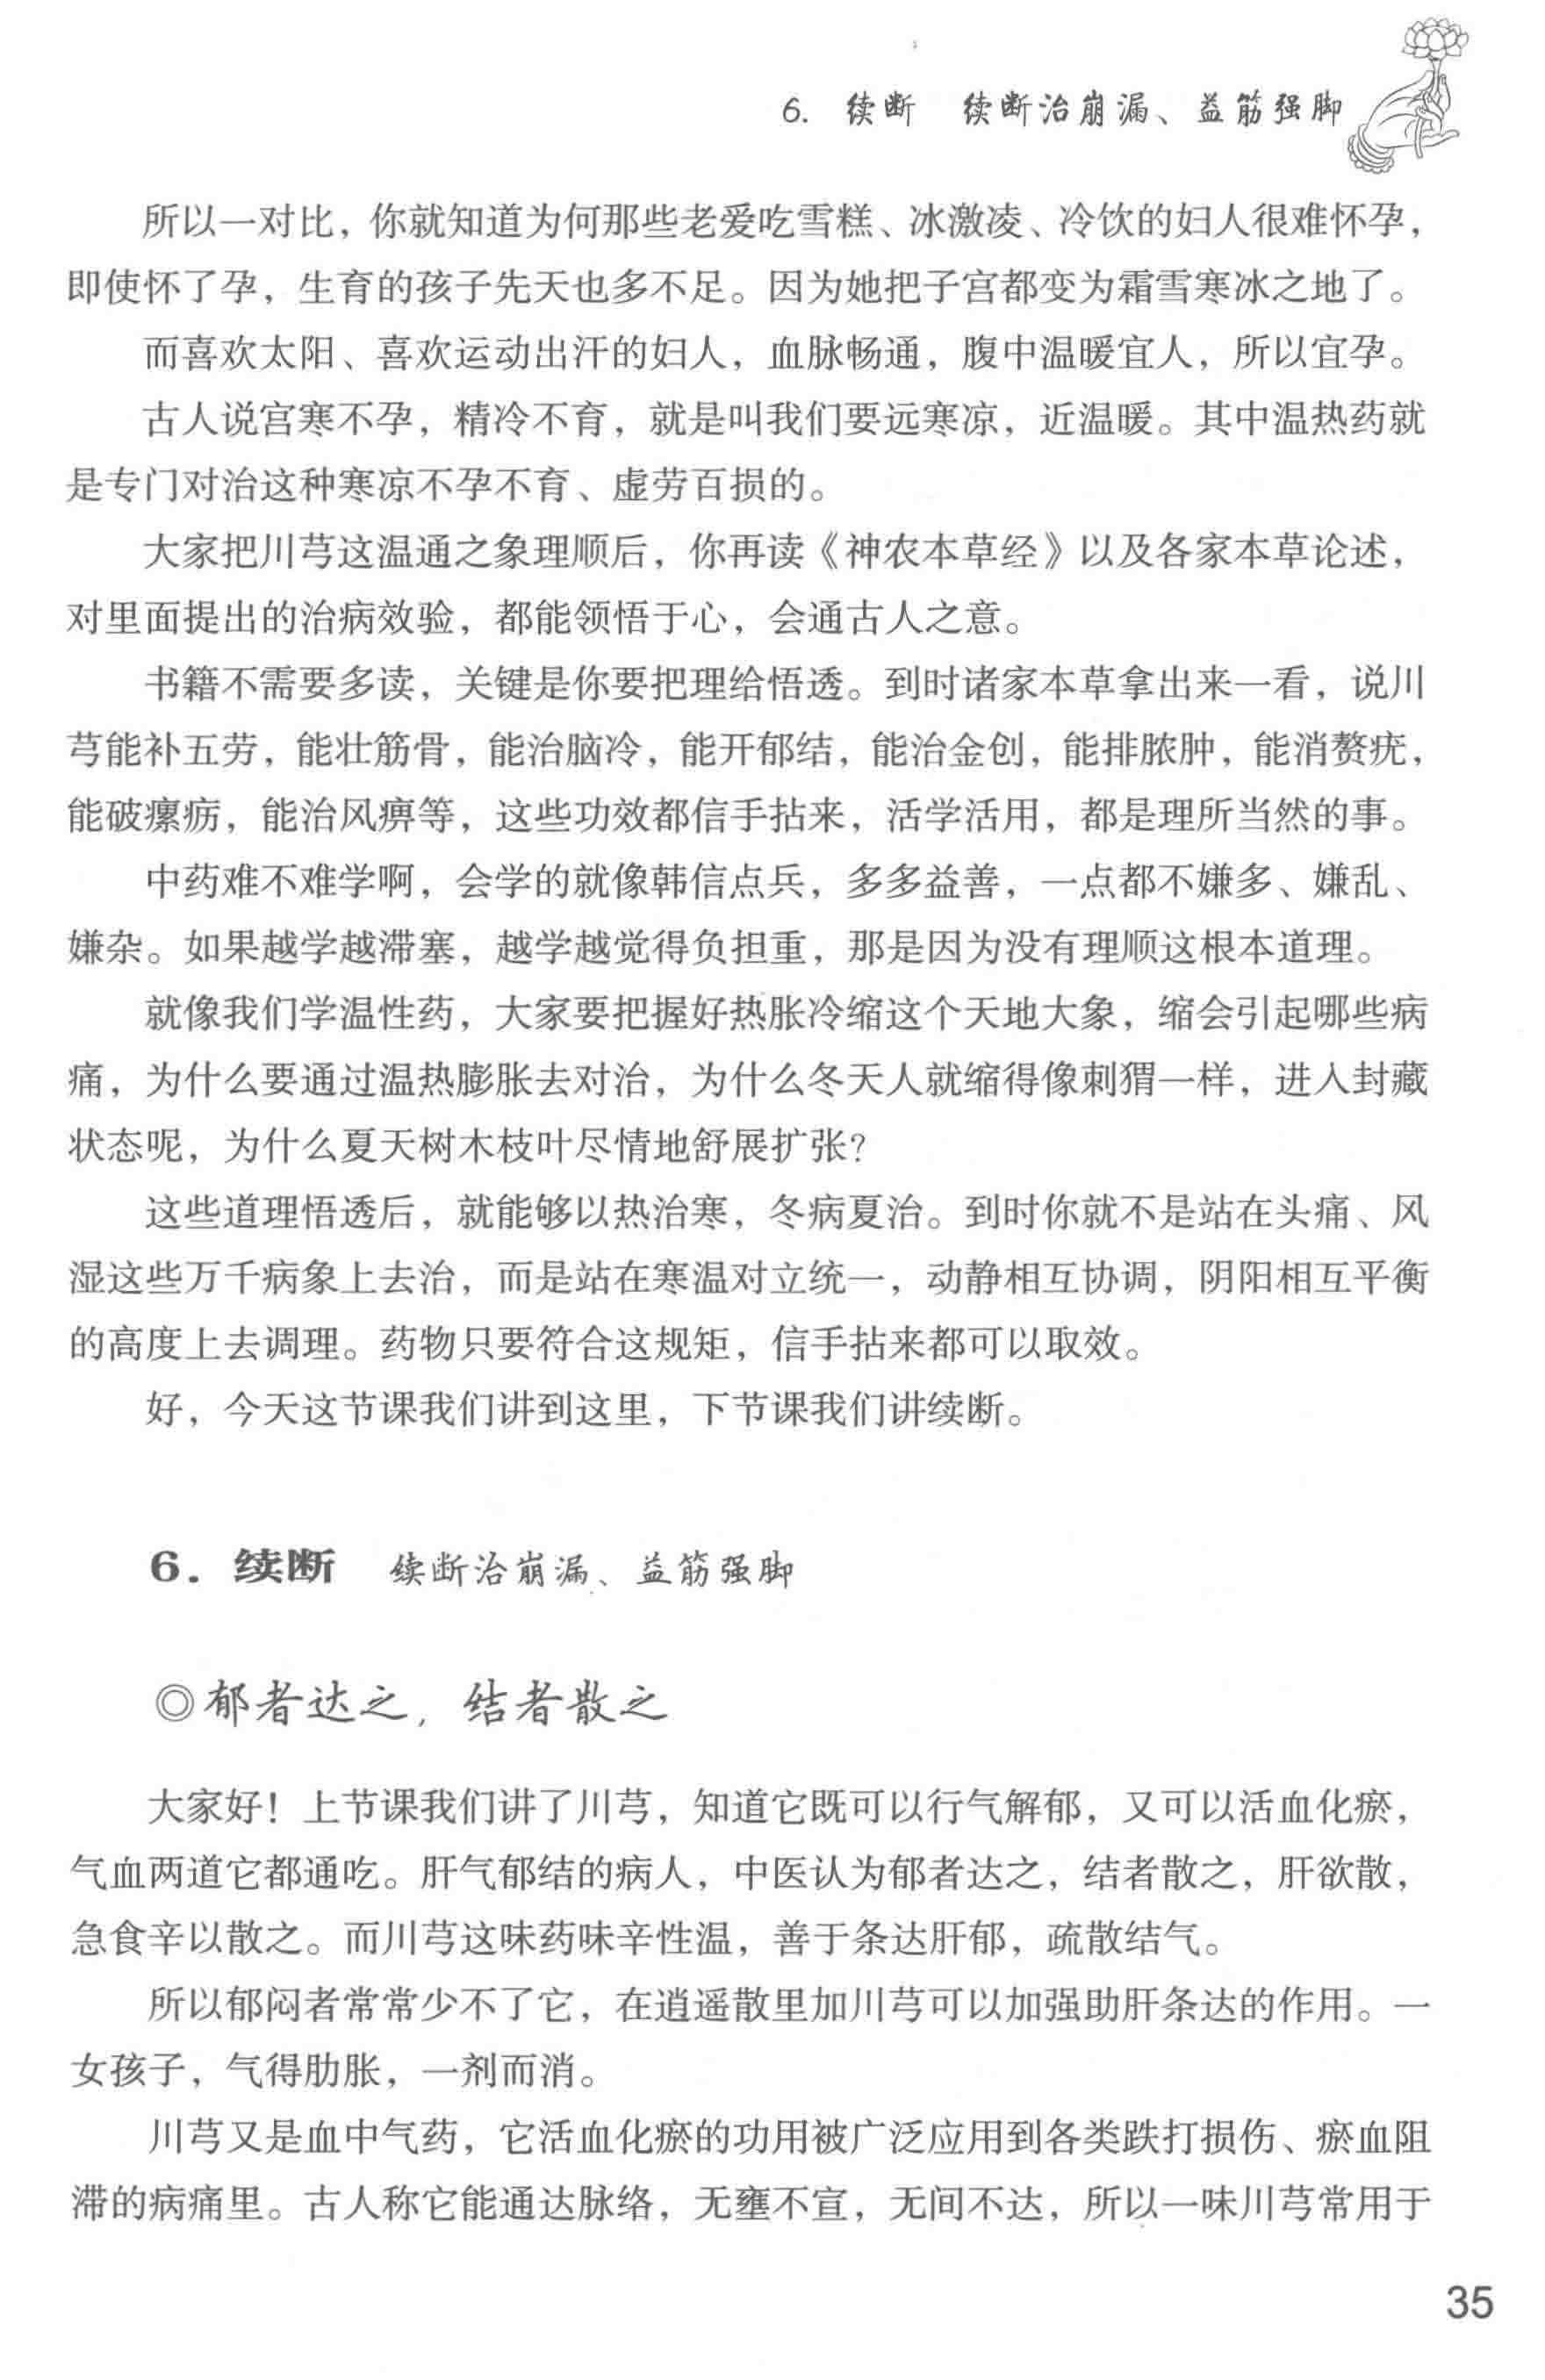 6. 续断　续断治崩漏、益筋强脚
所以一对比，你就知道为何那些老爱吃雪糕、冰激凌、冷饮的妇人很难怀孕，
即使怀了孕，生育的孩子先天也多不足。因为她把子宫都变为霜雪寒冰之地了。
而喜欢太阳、喜欢运动出汗的妇人，血脉畅通，腹中温暖宜人，所以宜孕。
古人说宫寒不孕，精冷不育，就是叫我们要远寒凉，近温暖。其中温热药就
是专门对治这种寒凉不孕不育、虚劳百损的。
大家把川芎这温通之象理顺后，你再读《神农本草经》以及各家本草论述，
对里面提出的治病效验，都能领悟于心，会通古人之意。
书籍不需要多读，关键是你要把理给悟透。到时诸家本草拿出来一看，说川
芎能补五劳，能壮筋骨，能治脑冷，能开郁结，能治金创，能排脓肿，能消赘疣，
能破瘰疬，能治风痹等，这些功效都信手拈来，活学活用，都是理所当然的事。
中药难不难学啊，会学的就像韩信点兵，多多益善，一点都不嫌多、嫌乱、
嫌杂。如果越学越滞塞，越学越觉得负担重，那是因为没有理顺这根本道理。
就像我们学温性药，大家要把握好热胀冷缩这个天地大象，缩会引起哪些病
痛，为什么要通过温热膨胀去对治，为什么冬天人就缩得像刺猬一样，进入封藏
状态呢，为什么夏天树木枝叶尽情地舒展扩张？
这些道理悟透后，就能够以热治寒，冬病夏治。到时你就不是站在头痛、风
湿这些万千病象上去治，而是站在寒温对立统一，动静相互协调，阴阳相互平衡
的高度上去调理。药物只要符合这规矩，信手拈来都可以取效。
好，今天这节课我们讲到这里，下节课我们讲续断。
6. 续断　续断治崩漏、益筋强脚
◎郁者达之，结者散之
大家好！上节课我们讲了川芎，知道它既可以行气解郁，又可以活血化瘀，
气血两道它都通吃。肝气郁结的病人，中医认为郁者达之，结者散之，肝欲散，
急食辛以散之。而川芎这味药味辛性温，善于条达肝郁，疏散结气。
所以郁闷者常常少不了它，在逍遥散里加川芎可以加强助肝条达的作用。一
女孩子，气得肋胀，一剂而消。
川芎又是血中气药，它活血化瘀的功用被广泛应用到各类跌打损伤、瘀血阻
滞的病痛里。古人称它能通达脉络，无壅不宣，无间不达，所以一味川芎常用于
35